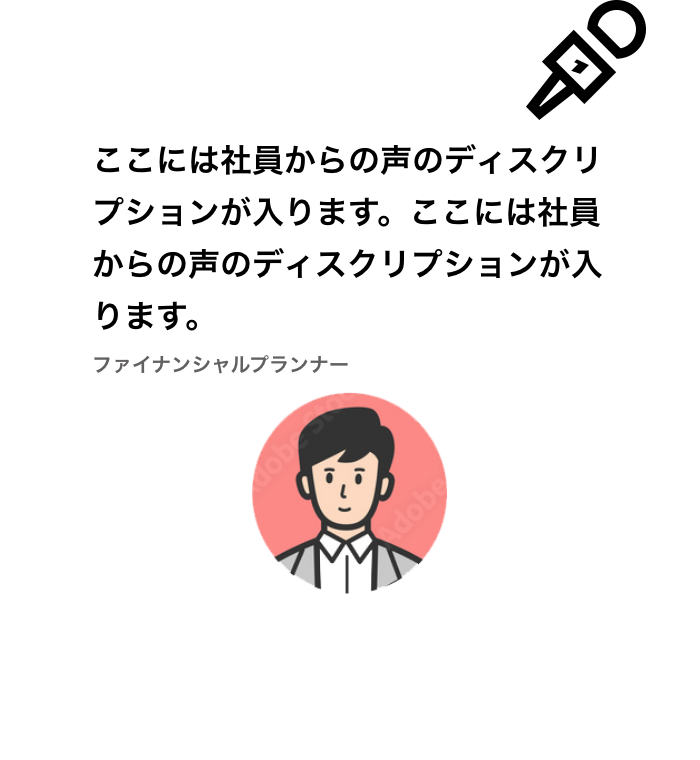 ここには社員からの声のディスクリ
プションが入ります。ここには社員
からの声のディスクリプションが入
ります。
ファイナンシャルプランナー
Adobe Stock
Adobe